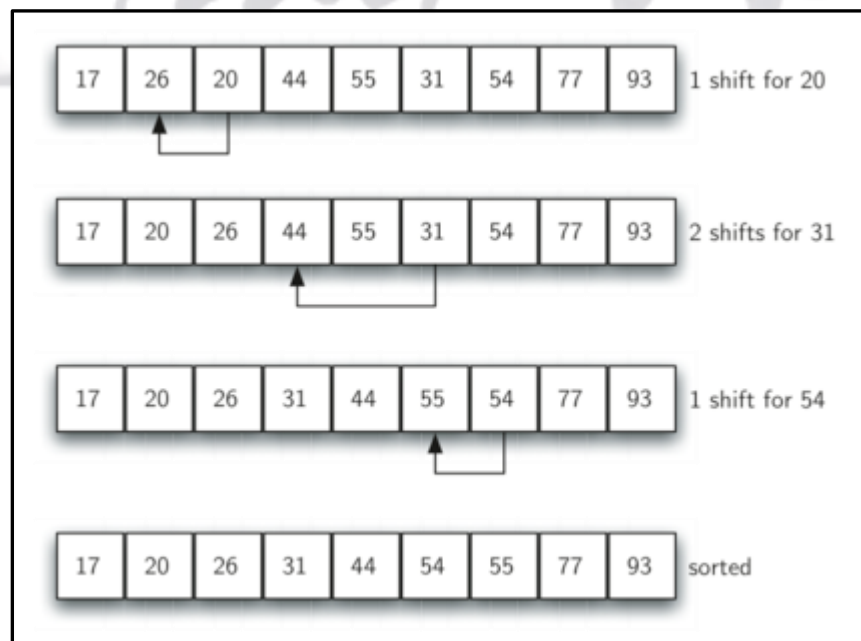 17 26 20 44 55 31 54 77 93 1 shift for 20
17 20 26 44 55 31 54 77 93 2 shifts for 31
17 20 26 31 44 55 54 77 93 1 shift for 54
17 20 26 31 44 54 55 77 93 sorted